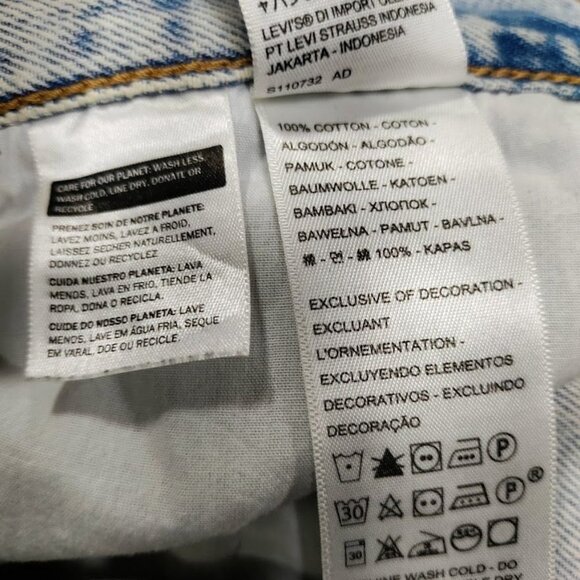 LEVI'S® DI IMPORT OLEH
PT LEVI STRAUSS INDONESIA
JAKARTA - INDONESIA
S110732 AD
CARE FOR OUR PLANET: WASH LESS,
WASH COLD, LINE DRY, DONATE OR
RECYCLE
PRENEZ SOIN DE NOTRE PLANETE:
LAVEZ MOINS, LAVEZ A FROID,
LAISSEZ SECHER NATURELLEMENT,
DONNEZ OU RECYCLEZ
CUIDA NUESTRO PLANETA: LAVA
MENOS, LAVA EN FRIO, TIENDE LA
ROPA, DONA O RECICLA.
CUIDE DO NOSSO PLANETA: LAVE
MENOS, LAVE EM ÁGUA FRIA, SEQUE
EM VARAL, DOE OU RECICLE.
100% COTTON - COTON -
ALGODÓN - ALGODÃO -
PAMUK - COTONE -
BAUMWOLLE - KATOEN -
BAMBAKI - ХЛОПОК -
BAWEŁNA - PAMUT - BAVLNA -
棉 - 면 - 綿 100% - KAPAS
EXCLUSIVE OF DECORATION -
EXCLUANT
L'ORNEMENTATION -
EXCLUYENDO ELEMENTOS
DECORATIVOS - EXCLUINDO
DECORAÇÃO
P
30 P ®
30
WASH COLD - DO